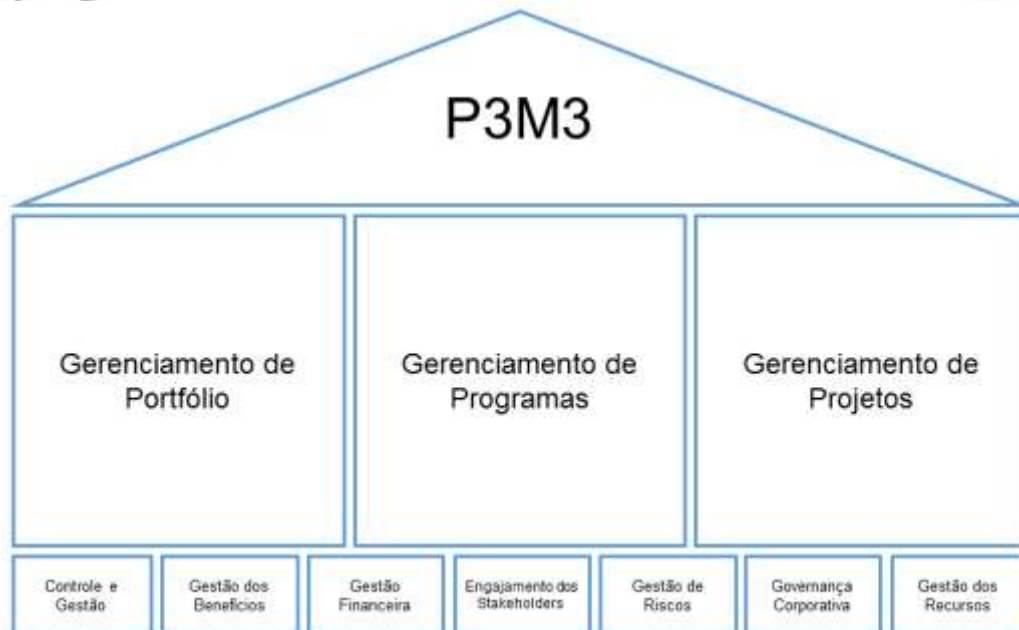 P3M3
Gerenciamento de
Portfólio
Gerenciamento de
Programas
Gerenciamento de
Projetos
Controle e
Gestão
Gestão dos
Benefícios
Gestão
Financeira
Engajamento dos
Stakeholders
Gestão de
Riscos
Governança
Corporativa
Gestão dos
Recursos